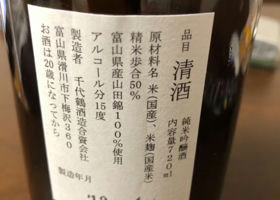 品目 清酒 純米吟醸酒
内容量720ml
原材料名 米(国産)、米麹(国産米)
精米歩合50%
富山県産山田錦100%使用
アルコール分15度
製造者 千代鶴酒造合資会社
富山県滑川市下梅沢360
お酒は20歳になってから
製造年月